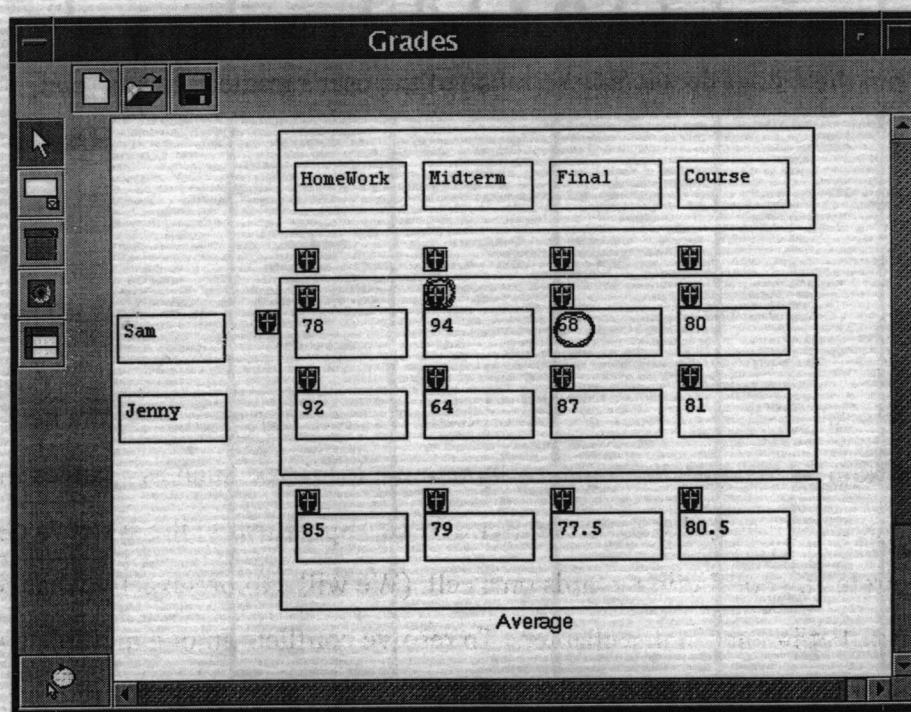 Grades
HomeWork Midterm Final Course
Sam 78 94 68 80
Jenny 92 64 87 81
85 79 77.5 80.5
Average